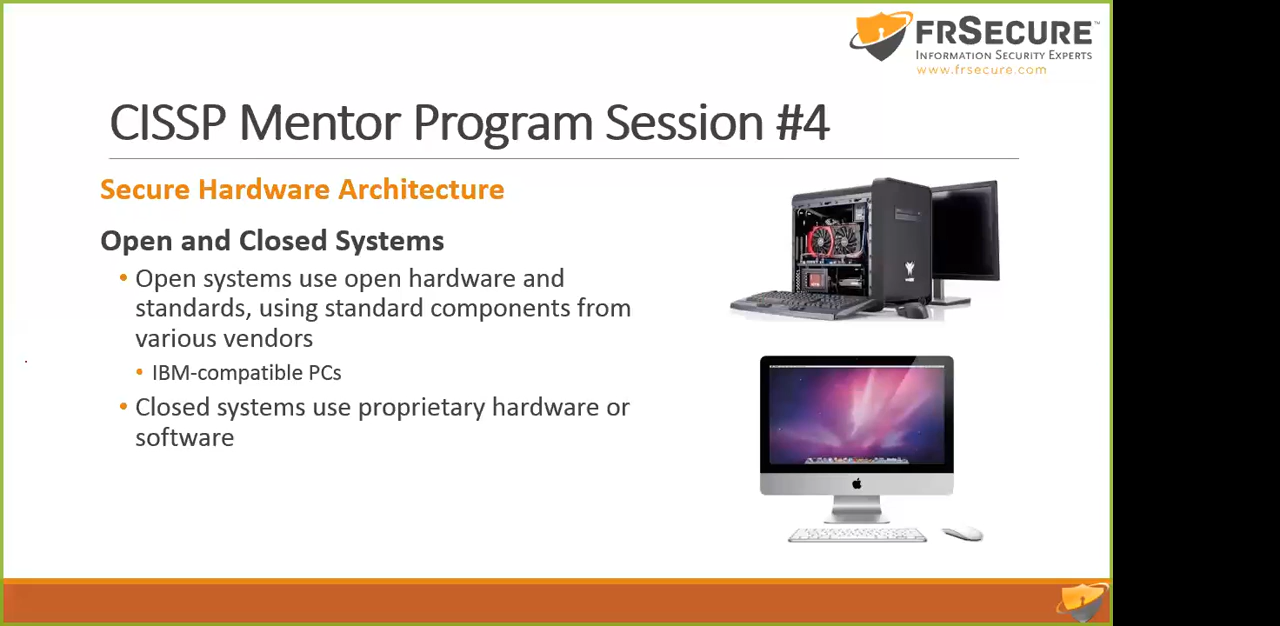 FRSECURE™
INFORMATION SECURITY EXPERTS
www.frsecure.com
CISSP Mentor Program Session #4
Secure Hardware Architecture
Open and Closed Systems
• Open systems use open hardware and
standards, using standard components from
various vendors
• IBM-compatible PCs
• Closed systems use proprietary hardware or
software